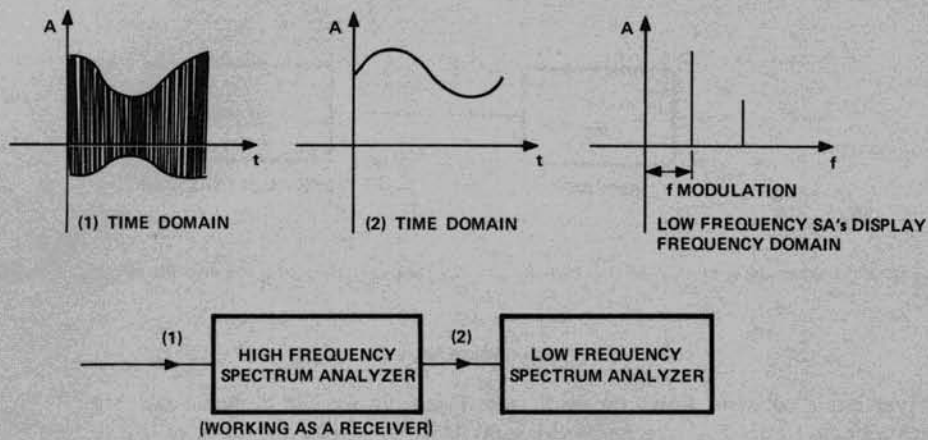 A
t
(1) TIME DOMAIN
A
t
(2) TIME DOMAIN
A
f
f MODULATION
LOW FREQUENCY SA's DISPLAY
FREQUENCY DOMAIN
(1)
HIGH FREQUENCY
SPECTRUM ANALYZER
(WORKING AS A RECEIVER)
(2)
LOW FREQUENCY
SPECTRUM ANALYZER